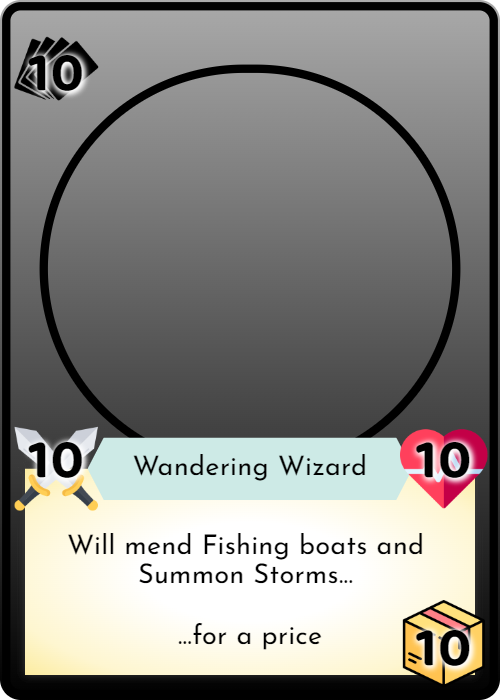 10
10
Wandering Wizard
10
Will mend Fishing boats and
Summon Storms...
...for a price
10